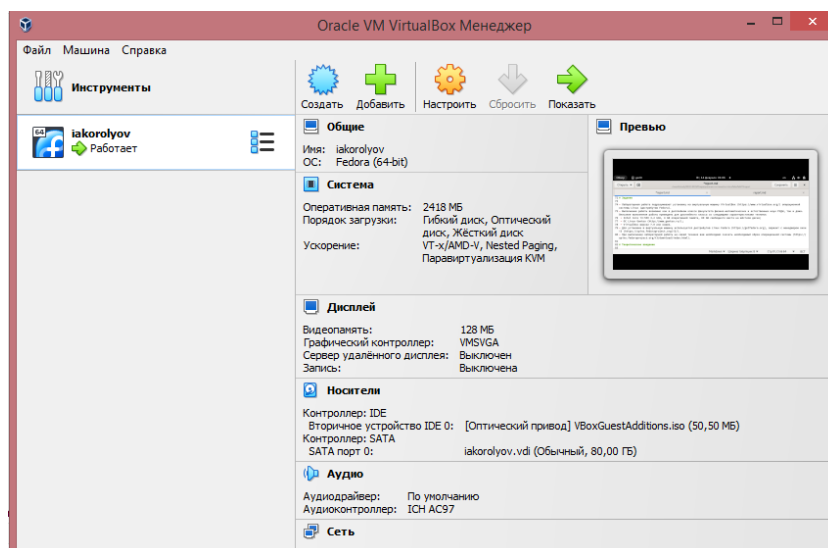 Oracle VM VirtualBox Менеджер
Файл Машина Справка
Инструменты
Создать Добавить Настроить Сбросить Показать
64
iakorolyov
Работает
Общие
Имя: iakorolyov
ОС: Fedora (64-bit)
Превью
Система
Оперативная память: 2418 МБ
Порядок загрузки: Гибкий диск, Оптический
диск, Жёсткий диск
Ускорение: VT-x/AMD-V, Nested Paging,
Паравиртуализация KVM
Дисплей
Видеопамять: 128 МБ
Графический контроллер: VMSVGA
Сервер удалённого дисплея: Выключен
Запись: Выключена
Носители
Контроллер: IDE
Вторичное устройство IDE 0: [Оптический привод] VBoxGuestAdditions.iso (50,50 МБ)
Контроллер: SATA
SATA порт 0: iakorolyov.vdi (Обычный, 80,00 ГБ)
Аудио
Аудиодрайвер: По умолчанию
Аудиоконтроллер: ICH AC97
Сеть